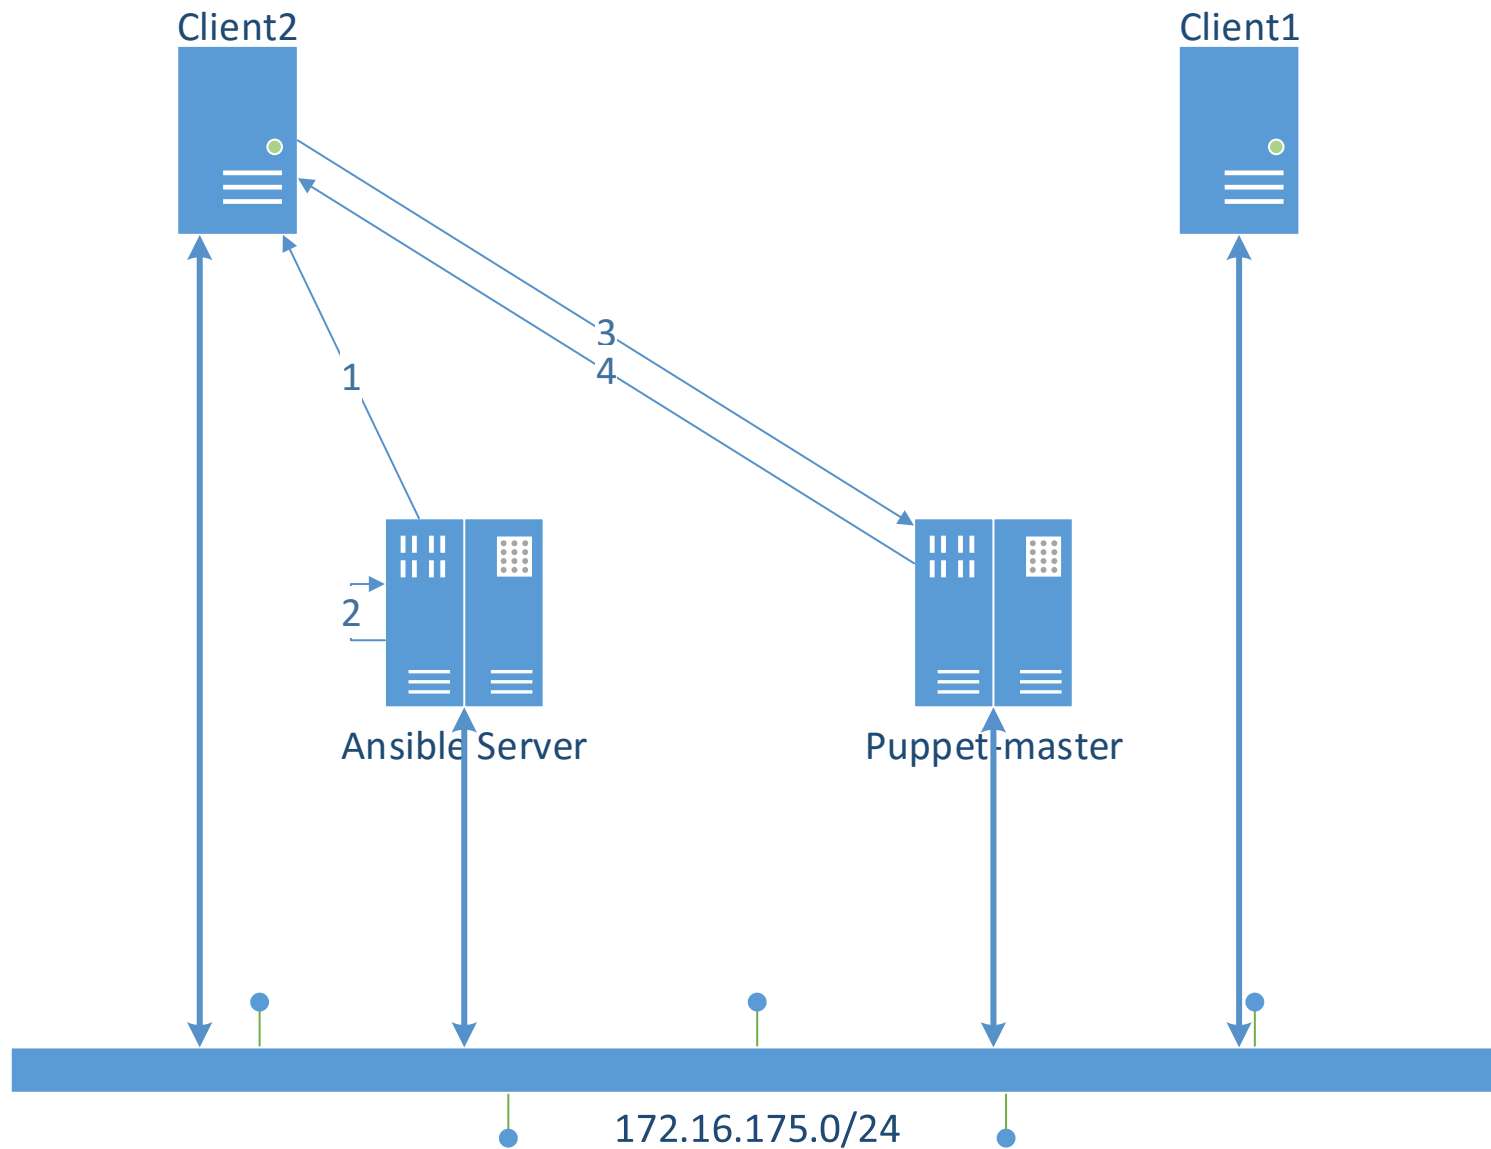 Client2
Client1
3
4
1
2
Ansible Server
Puppet-master
172.16.175.0/24